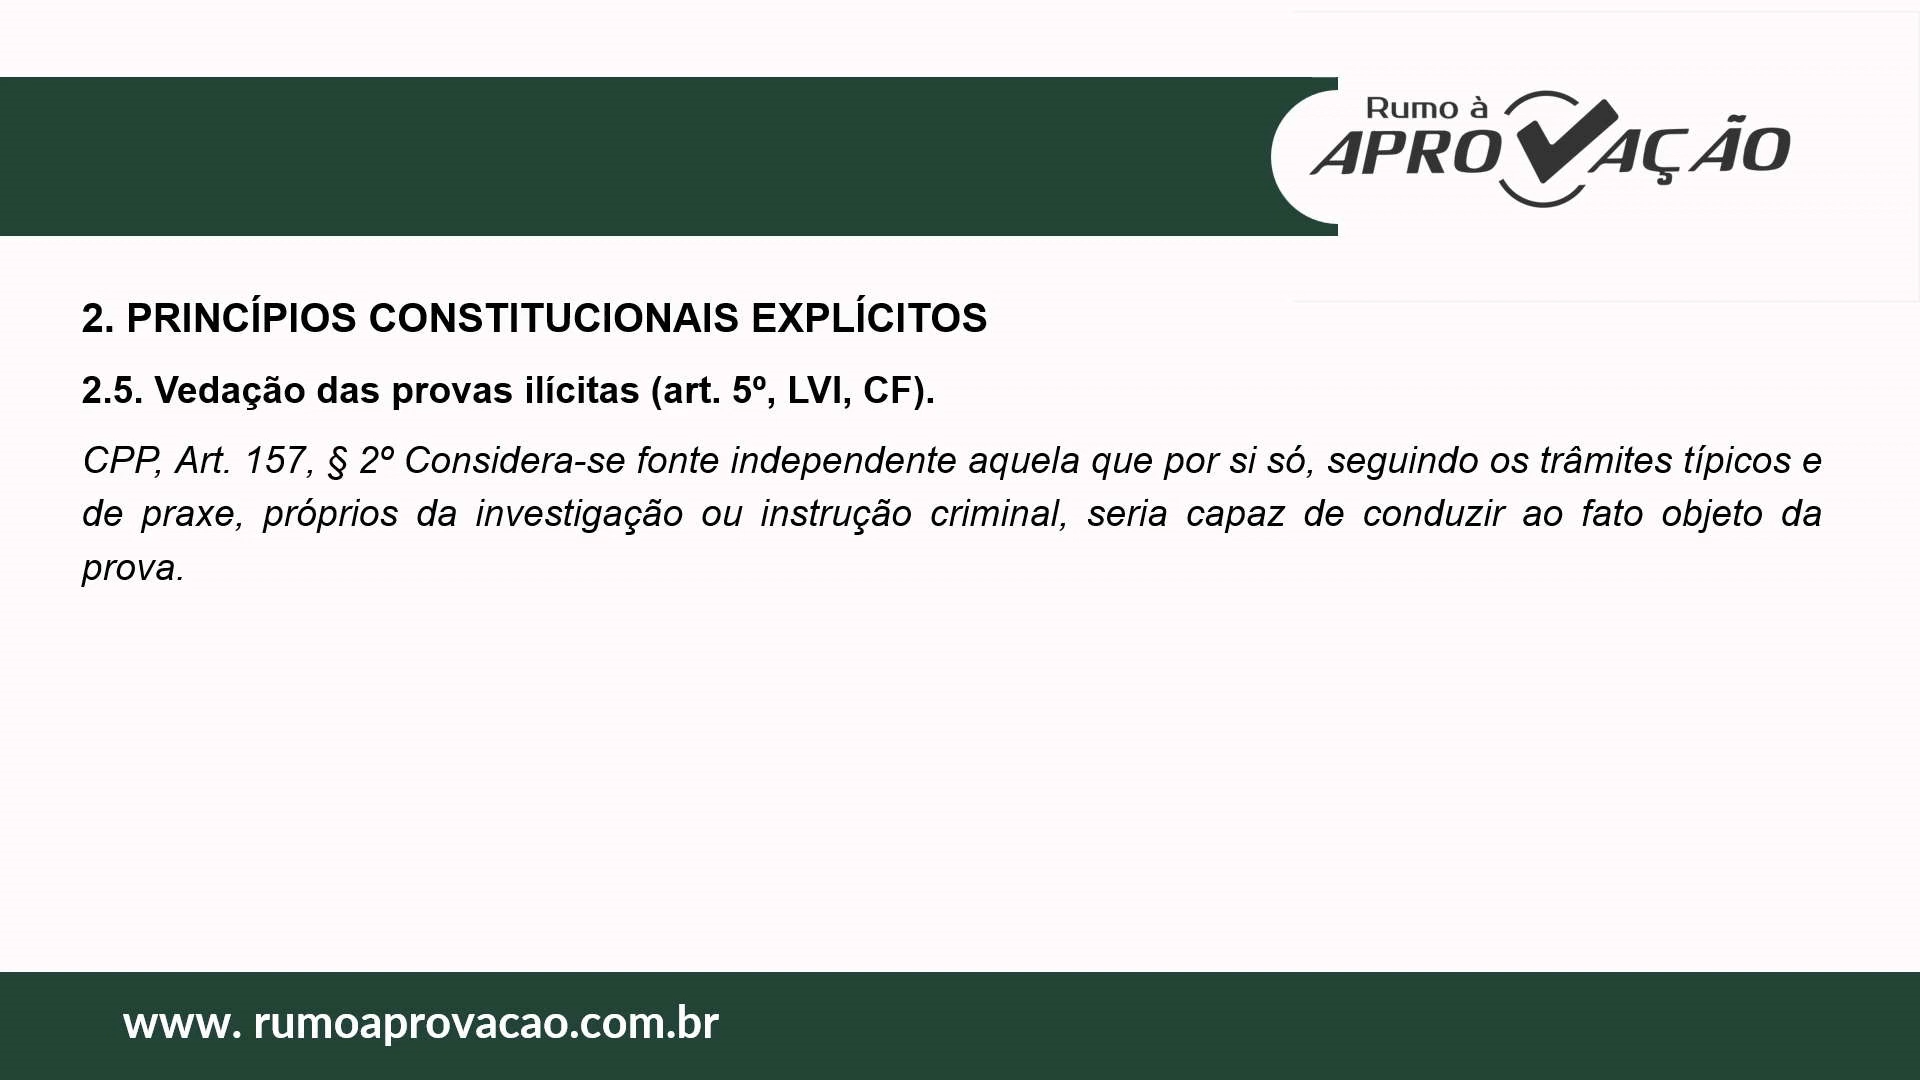 Rumo à
APROVAÇÃO
2. PRINCÍPIOS CONSTITUCIONAIS EXPLÍCITOS
2.5. Vedação das provas ilícitas (art. 5º, LVI, CF).
CPP, Art. 157, § 2º Considera-se fonte independente aquela que por si só, seguindo os trâmites típicos e
de praxe, próprios da investigação ou instrução criminal, seria capaz de conduzir ao fato objeto da
prova.
www. rumoaprovacao.com.br